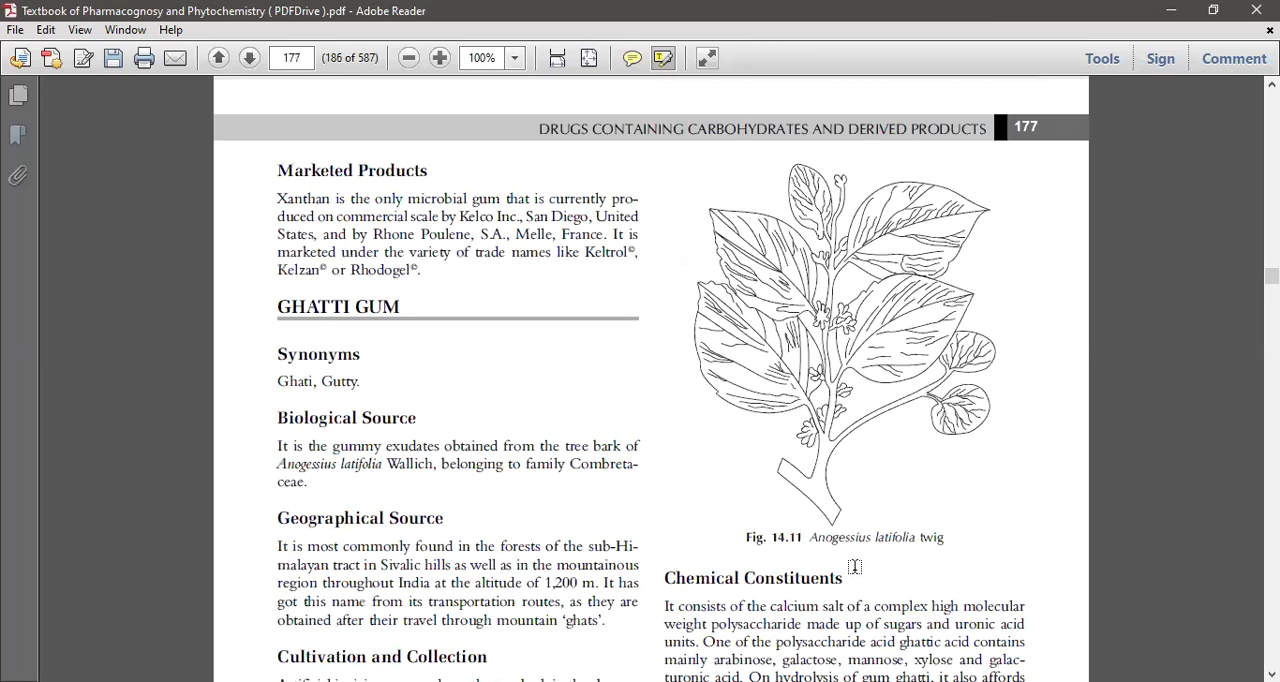 Textbook of Pharmacognosy and Phytochemistry ( PDFDrive ).pdf - Adobe Reader
File Edit View Window Help
177 (186 of 587) 100% Tools Sign Comment
DRUGS CONTAINING CARBOHYDRATES AND DERIVED PRODUCTS 177
Marketed Products
Xanthan is the only microbial gum that is currently pro-
duced on commercial scale by Kelco Inc., San Diego, United
States, and by Rhone Poulene, S.A., Melle, France. It is
marketed under the variety of trade names like Keltrol©,
Kelzan© or Rhodogel©.
GHATTI GUM
Synonyms
Ghati, Gutty.
Biological Source
It is the gummy exudates obtained from the tree bark of
Anogessius latifolia Wallich, belonging to family Combreta-
ceae.
Geographical Source
It is most commonly found in the forests of the sub-Hi-
malayan tract in Sivalic hills as well as in the mountainous
region throughout India at the altitude of 1,200 m. It has
got this name from its transportation routes, as they are
obtained after their travel through mountain ‘ghats’.
Cultivation and Collection
Fig. 14.11 Anogessius latifolia twig
Chemical Constituents
It consists of the calcium salt of a complex high molecular
weight polysaccharide made up of sugars and uronic acid
units. One of the polysaccharide acid ghattic acid contains
mainly arabinose, galactose, mannose, xylose and galac-
turonic acid. On hydrolysis of gum ghatti, it also affords